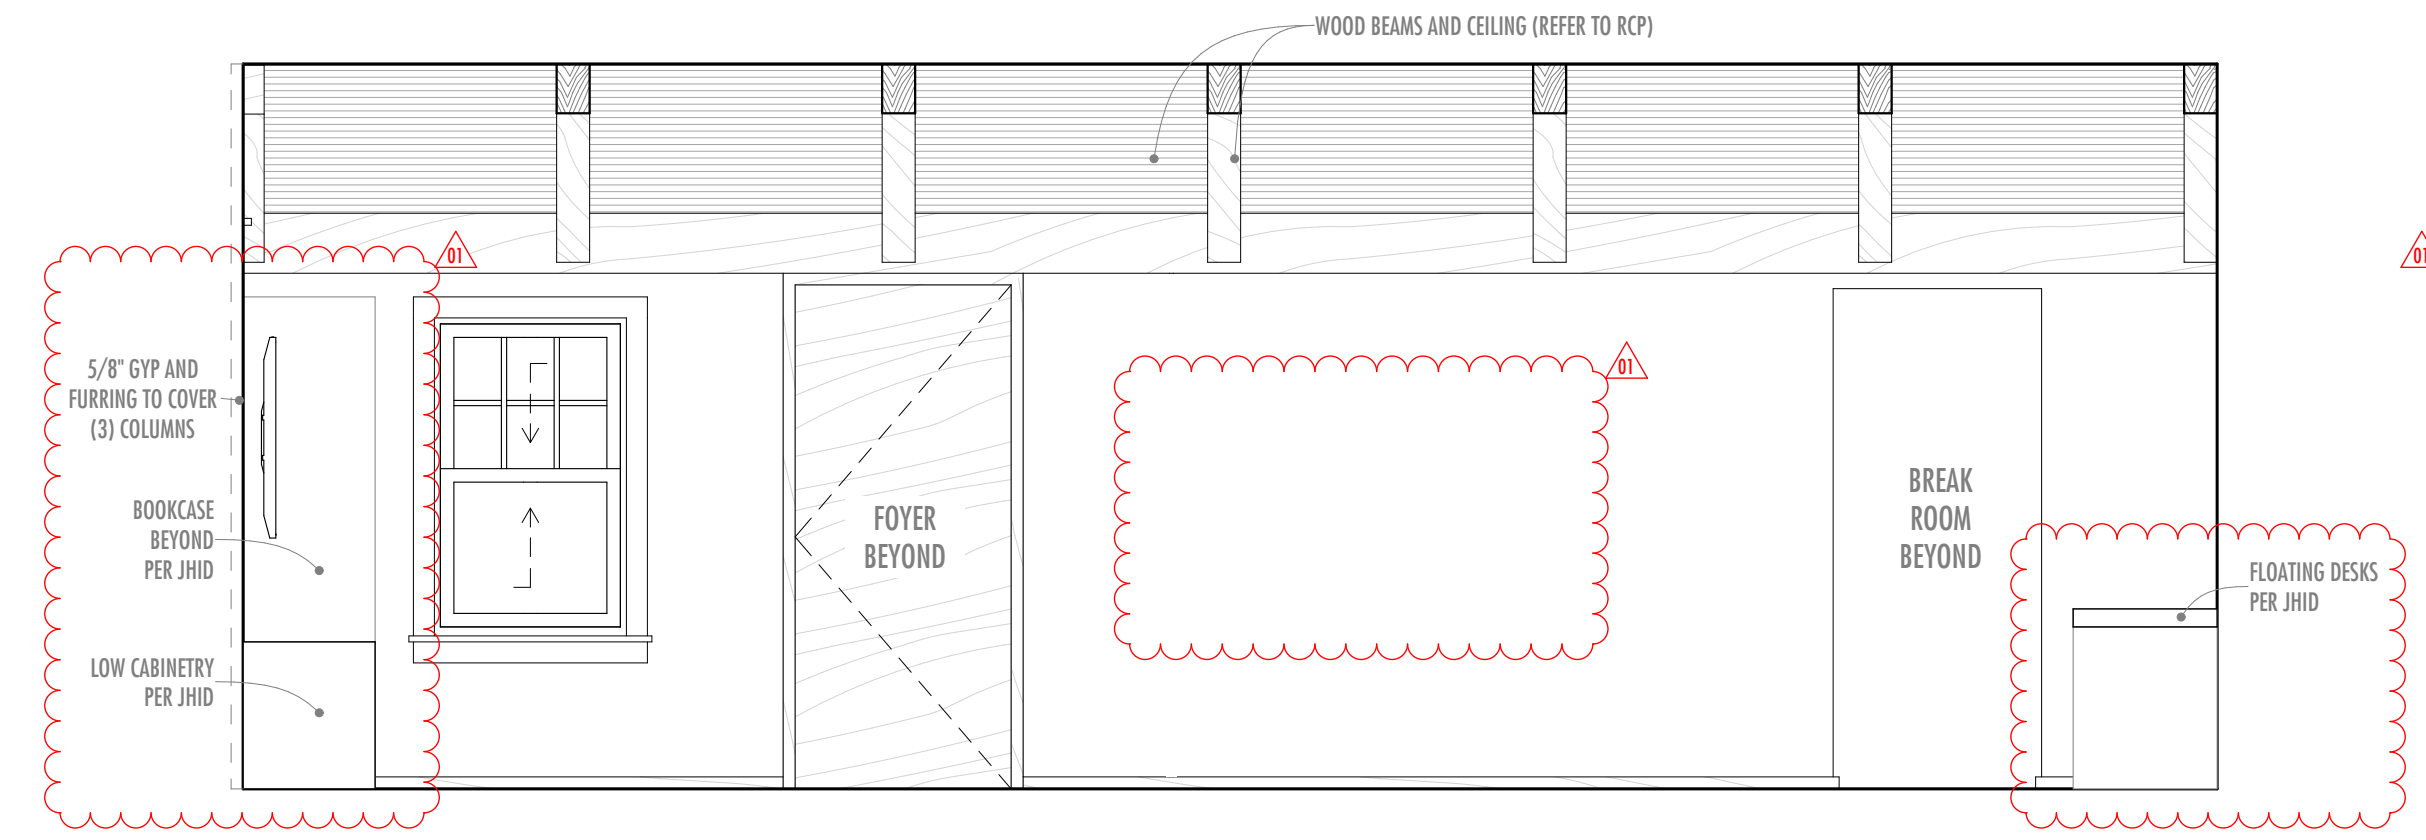 WOOD BEAMS AND CEILING (REFER TO RCP)
01
01
01
5/8" GYP AND
FURRING TO COVER
(3) COLUMNS
BOOKCASE
BEYOND
PER JHID
LOW CABINETRY
PER JHID
FOYER
BEYOND
BREAK
ROOM
BEYOND
FLOATING DESKS
PER JHID